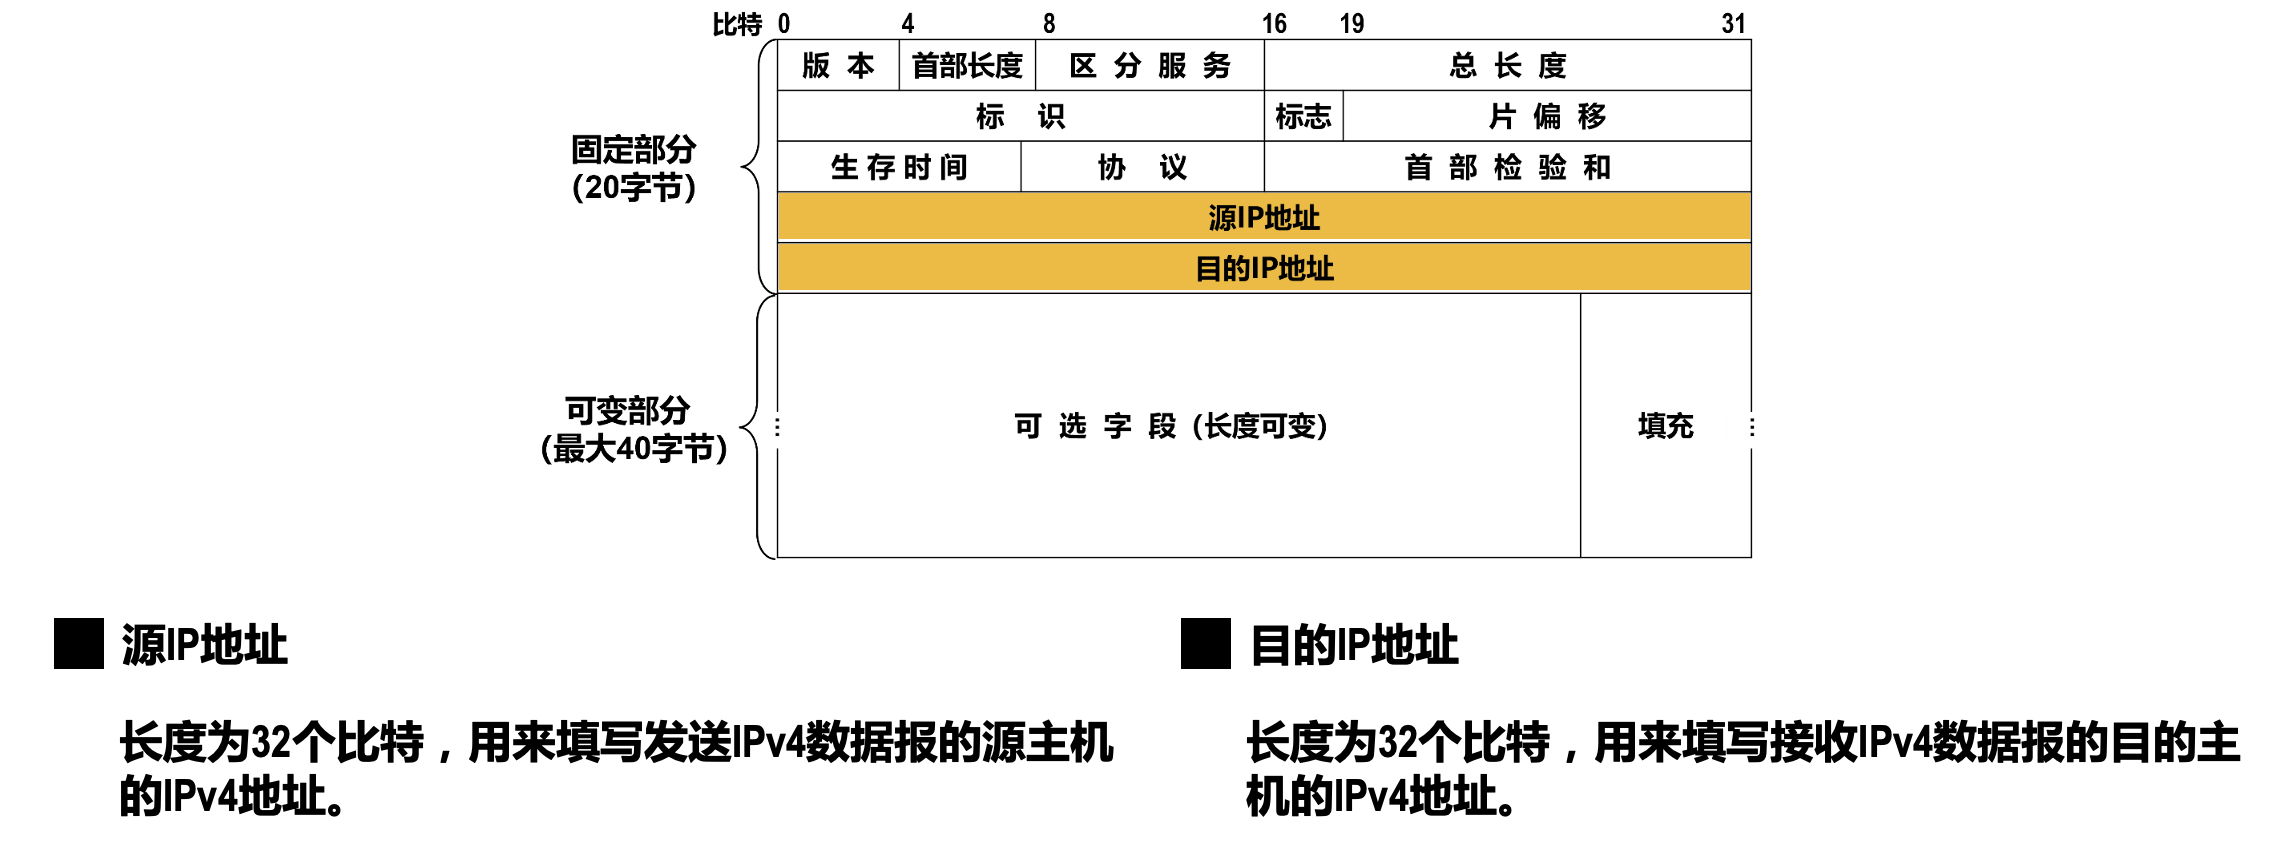 比特 0 4 8 16 19 31
版 本 首部长度 区 分 服 务 总 长 度
标 识 标志 片 偏 移
固定部分
(20字节)
生 存 时 间 协 议 首 部 检 验 和
源IP地址
目的IP地址
可变部分
(最大40字节)
可 选 字 段 (长度可变) 填充
源IP地址
长度为32个比特，用来填写发送IPv4数据报的源主机
的IPv4地址。
目的IP地址
长度为32个比特，用来填写接收IPv4数据报的目的主
机的IPv4地址。